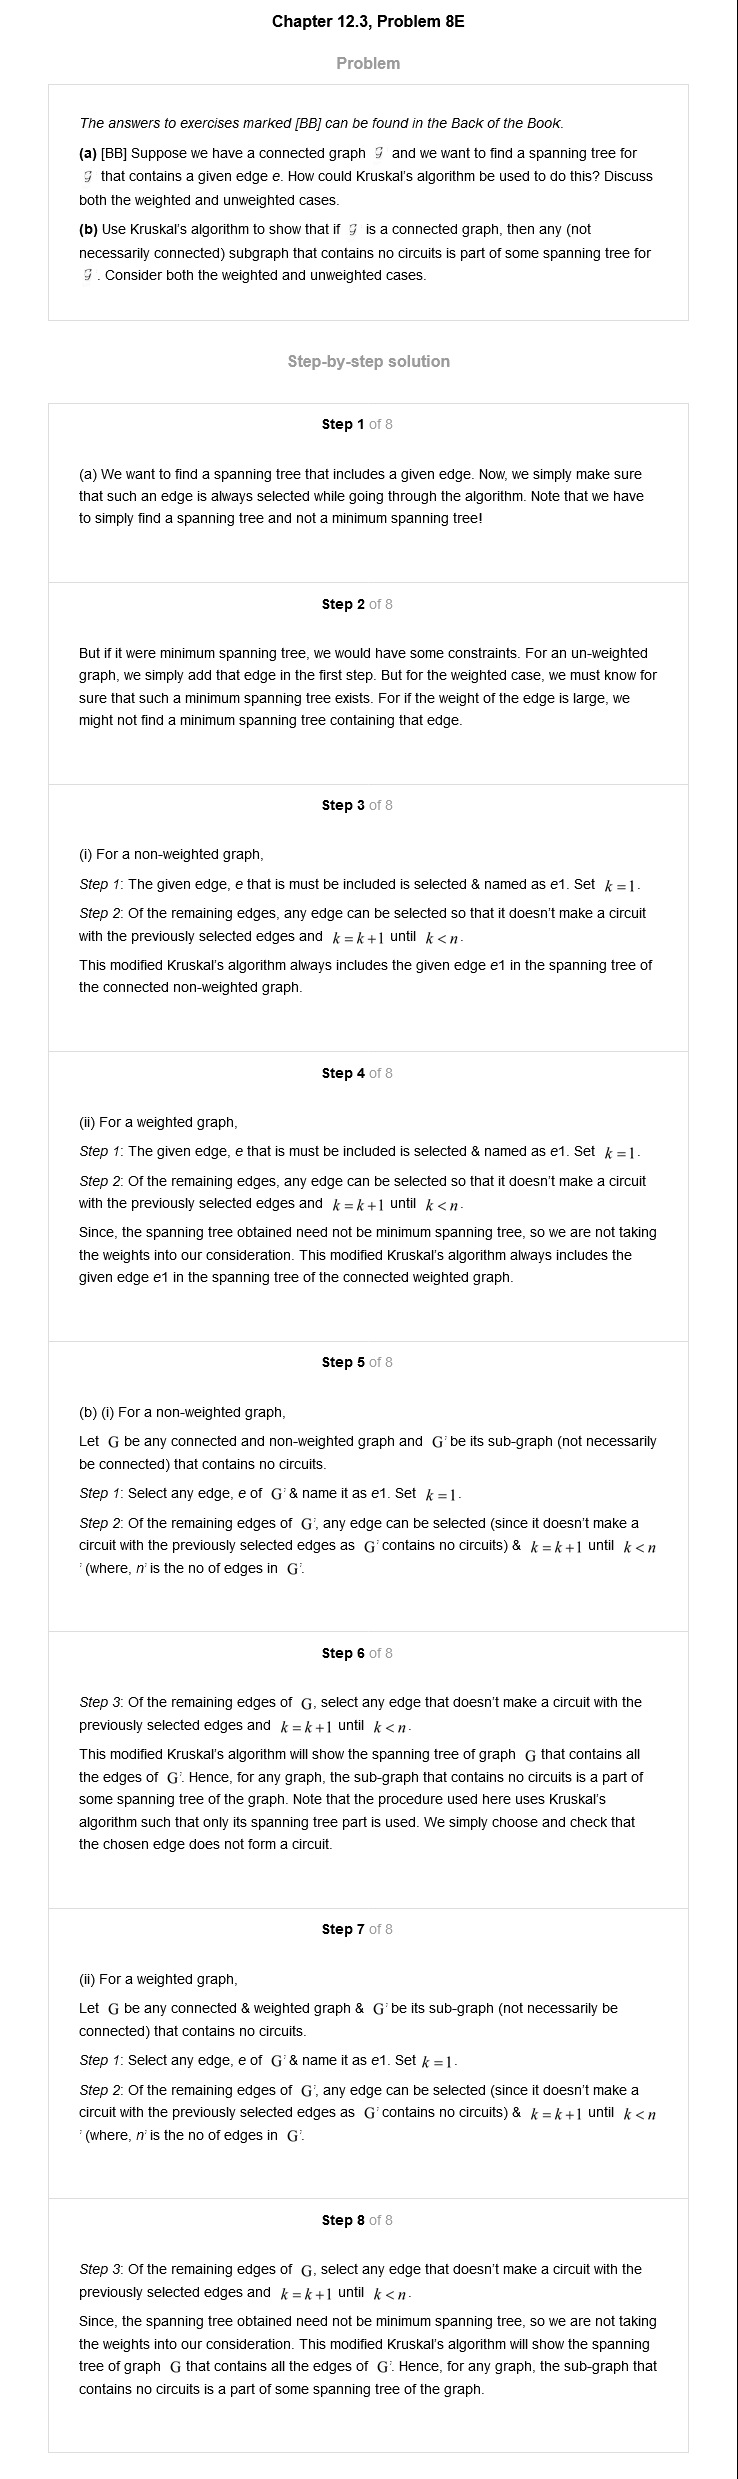 Chapter 12.3, Problem 8E
Problem
The answers to exercises marked [BB] can be found in the Back of the Book.
(a) [BB] Suppose we have a connected graph 𝒢 and we want to find a spanning tree for
𝒢 that contains a given edge e. How could Kruskal's algorithm be used to do this? Discuss
both the weighted and unweighted cases.
(b) Use Kruskal's algorithm to show that if 𝒢 is a connected graph, then any (not
necessarily connected) subgraph that contains no circuits is part of some spanning tree for
𝒢 . Consider both the weighted and unweighted cases.
Step-by-step solution
Step 1 of 8
(a) We want to find a spanning tree that includes a given edge. Now, we simply make sure
that such an edge is always selected while going through the algorithm. Note that we have
to simply find a spanning tree and not a minimum spanning tree!
Step 2 of 8
But if it were minimum spanning tree, we would have some constraints. For an un-weighted
graph, we simply add that edge in the first step. But for the weighted case, we must know for
sure that such a minimum spanning tree exists. For if the weight of the edge is large, we
might not find a minimum spanning tree containing that edge.
Step 3 of 8
(i) For a non-weighted graph,
Step 1: The given edge, e that is must be included is selected & named as e1. Set k = 1.
Step 2: Of the remaining edges, any edge can be selected so that it doesn't make a circuit
with the previously selected edges and k = k + 1 until k < n.
This modified Kruskal's algorithm always includes the given edge e1 in the spanning tree of
the connected non-weighted graph.
Step 4 of 8
(ii) For a weighted graph,
Step 1: The given edge, e that is must be included is selected & named as e1. Set k = 1.
Step 2: Of the remaining edges, any edge can be selected so that it doesn't make a circuit
with the previously selected edges and k = k + 1 until k < n.
Since, the spanning tree obtained need not be minimum spanning tree, so we are not taking
the weights into our consideration. This modified Kruskal's algorithm always includes the
given edge e1 in the spanning tree of the connected weighted graph.
Step 5 of 8
(b) (i) For a non-weighted graph,
Let G be any connected and non-weighted graph and G' be its sub-graph (not necessarily
be connected) that contains no circuits.
Step 1: Select any edge, e of G' & name it as e1. Set k = 1.
Step 2: Of the remaining edges of G', any edge can be selected (since it doesn't make a
circuit with the previously selected edges as G' contains no circuits) & k = k + 1 until k < n
' (where, n' is the no of edges in G'.
Step 6 of 8
Step 3: Of the remaining edges of G, select any edge that doesn't make a circuit with the
previously selected edges and k = k + 1 until k < n.
This modified Kruskal's algorithm will show the spanning tree of graph G that contains all
the edges of G'. Hence, for any graph, the sub-graph that contains no circuits is a part of
some spanning tree of the graph. Note that the procedure used here uses Kruskal's
algorithm such that only its spanning tree part is used. We simply choose and check that
the chosen edge does not form a circuit.
Step 7 of 8
(ii) For a weighted graph,
Let G be any connected & weighted graph & G' be its sub-graph (not necessarily be
connected) that contains no circuits.
Step 1: Select any edge, e of G' & name it as e1. Set k = 1.
Step 2: Of the remaining edges of G', any edge can be selected (since it doesn't make a
circuit with the previously selected edges as G' contains no circuits) & k = k + 1 until k < n
' (where, n' is the no of edges in G'.
Step 8 of 8
Step 3: Of the remaining edges of G, select any edge that doesn't make a circuit with the
previously selected edges and k = k + 1 until k < n.
Since, the spanning tree obtained need not be minimum spanning tree, so we are not taking
the weights into our consideration. This modified Kruskal's algorithm will show the spanning
tree of graph G that contains all the edges of G'. Hence, for any graph, the sub-graph that
contains no circuits is a part of some spanning tree of the graph.